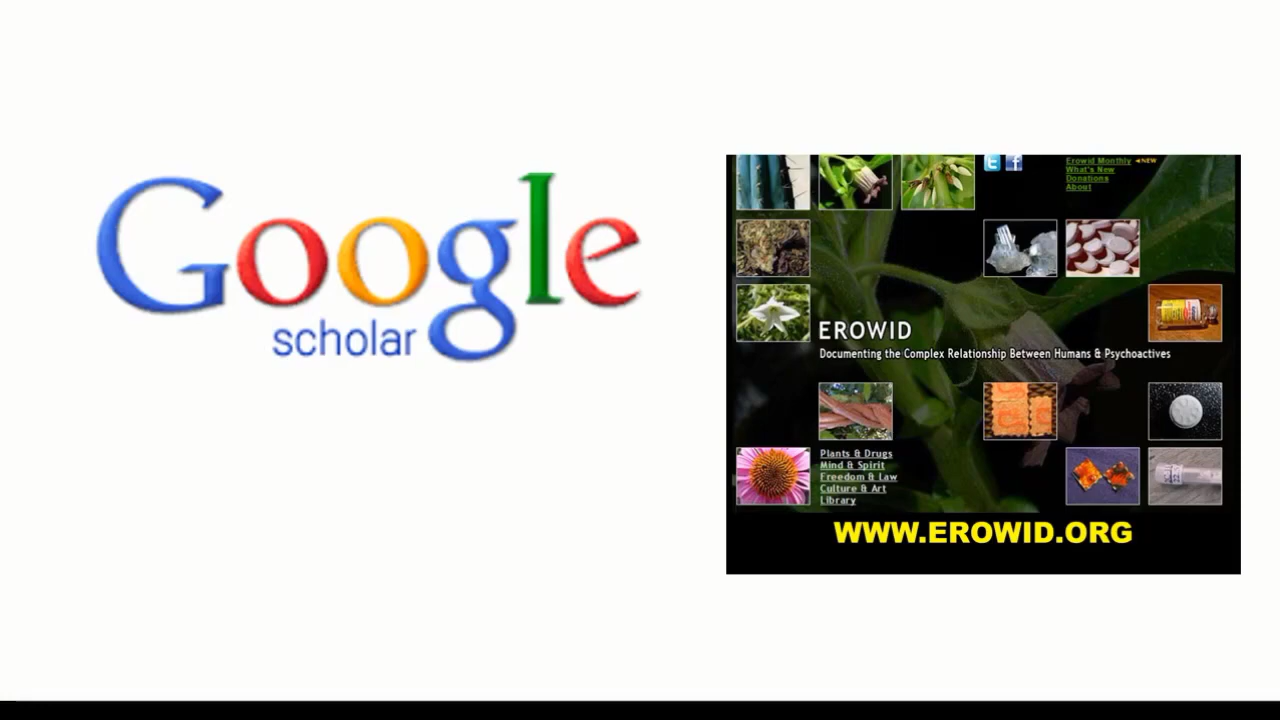 Google
scholar
Erowid Monthly ◄NEW
What's New
Donations
About
EROWID
Documenting the Complex Relationship Between Humans & Psychoactives
Plants & Drugs
Mind & Spirit
Freedom & Law
Culture & Art
Library
WWW.EROWID.ORG